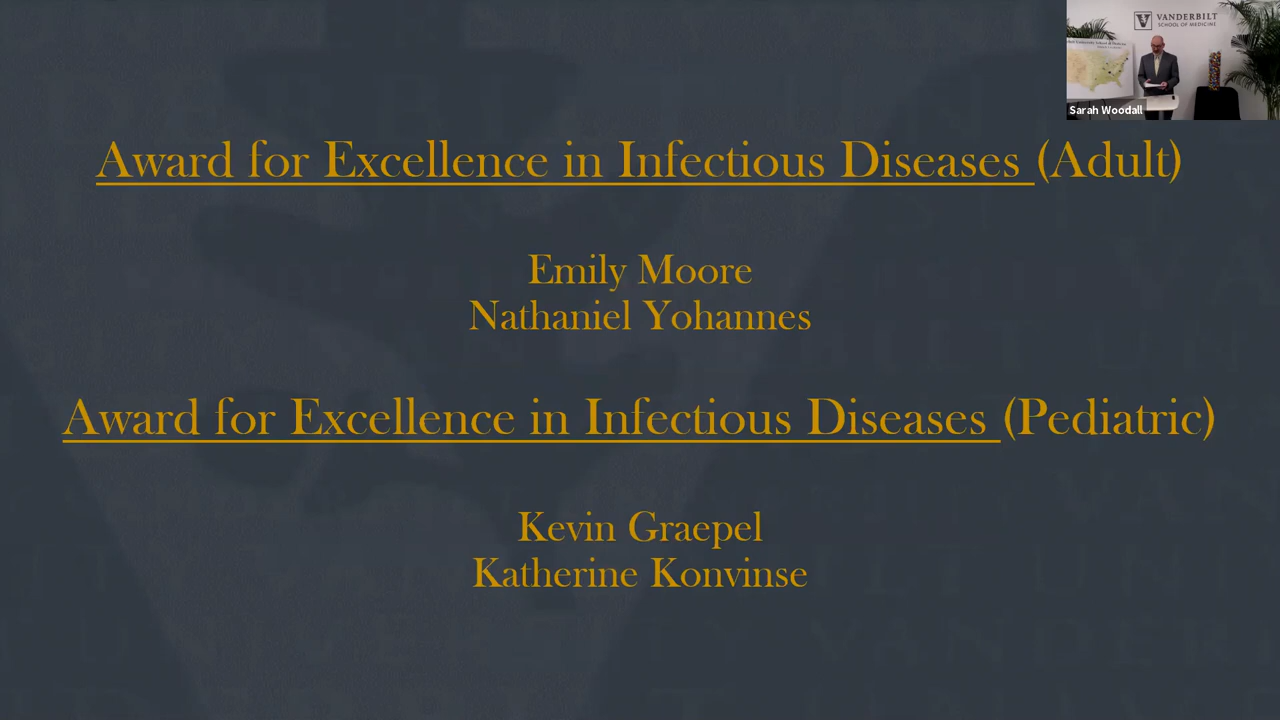 VANDERBILT
SCHOOL OF MEDICINE
Sarah Woodall
Award for Excellence in Infectious Diseases (Adult)
Emily Moore
Nathaniel Yohannes
Award for Excellence in Infectious Diseases (Pediatric)
Kevin Graepel
Katherine Konvinse